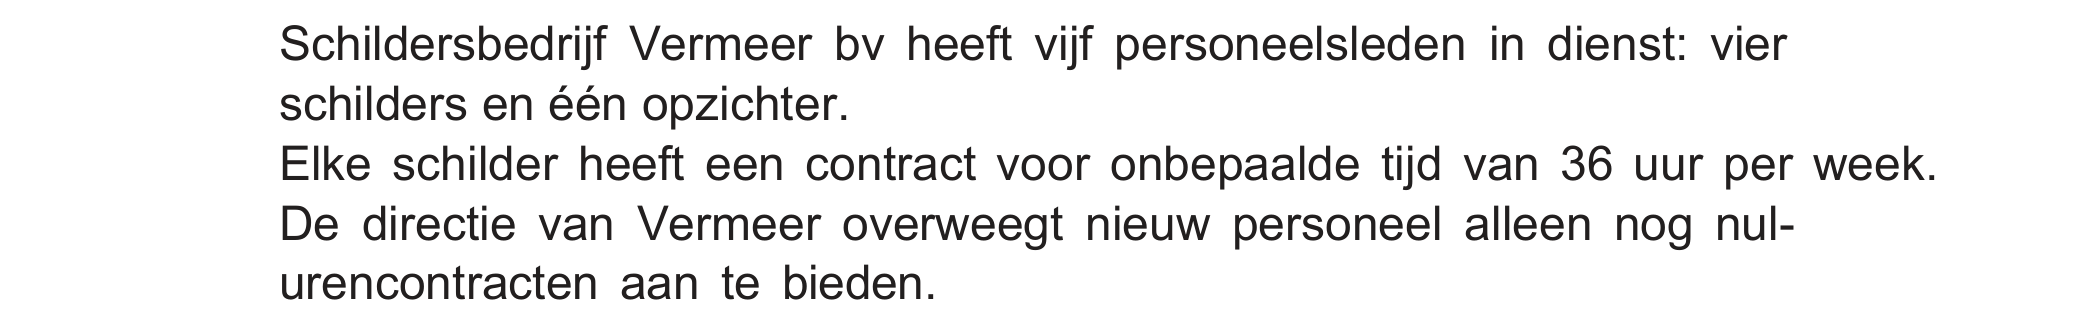 Schildersbedrijf Vermeer bv heeft vijf personeelsleden in dienst: vier
schilders en één opzichter.
Elke schilder heeft een contract voor onbepaalde tijd van 36 uur per week.
De directie van Vermeer overweegt nieuw personeel alleen nog nul-
urencontracten aan te bieden.